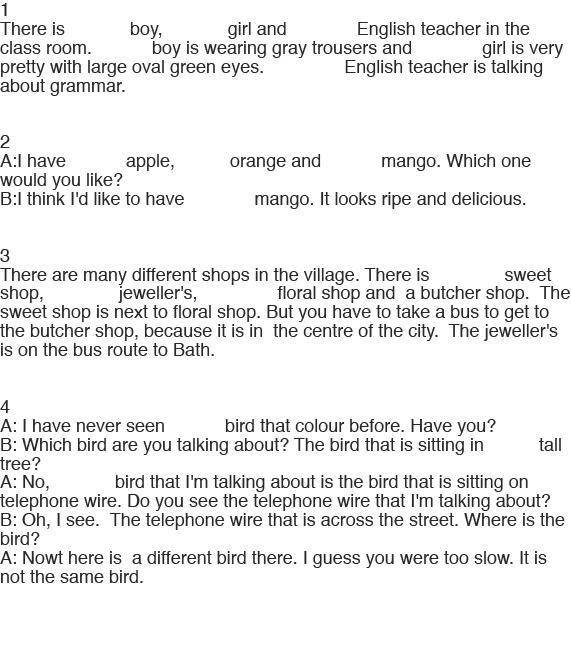 1
There is boy, girl and English teacher in the
class room. boy is wearing gray trousers and girl is very
pretty with large oval green eyes. English teacher is talking
about grammar.
2
A:I have apple, orange and mango. Which one
would you like?
B:I think I'd like to have mango. It looks ripe and delicious.
3
There are many different shops in the village. There is sweet
shop, jeweller's, floral shop and a butcher shop. The
sweet shop is next to floral shop. But you have to take a bus to get to
the butcher shop, because it is in the centre of the city. The jeweller's
is on the bus route to Bath.
4
A: I have never seen bird that colour before. Have you?
B: Which bird are you talking about? The bird that is sitting in tall
tree?
A: No, bird that I'm talking about is the bird that is sitting on
telephone wire. Do you see the telephone wire that I'm talking about?
B: Oh, I see. The telephone wire that is across the street. Where is the
bird?
A: Nowt here is a different bird there. I guess you were too slow. It is
not the same bird.